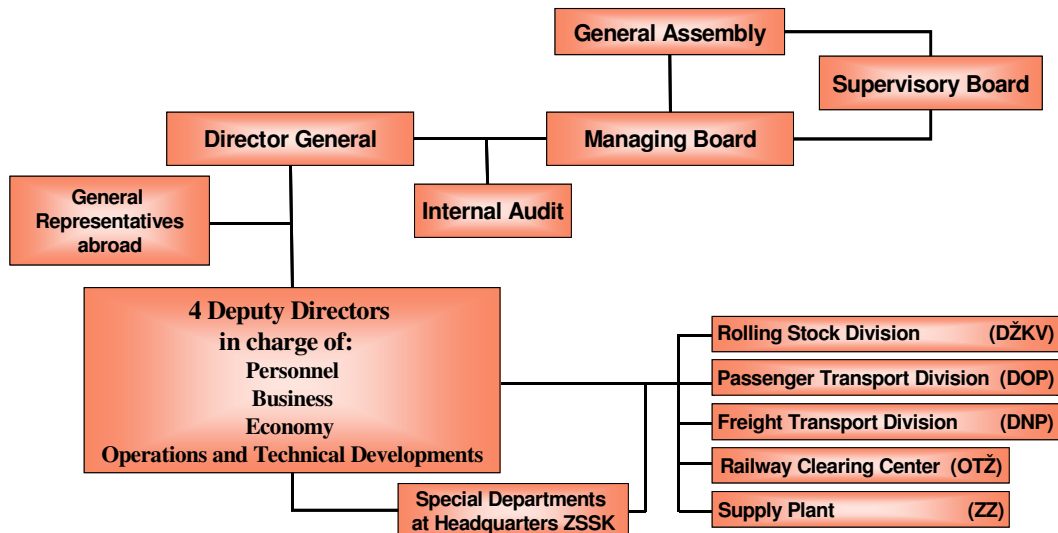 General Assembly
Supervisory Board
Director General
Managing Board
General
Representatives
abroad
Internal Audit
4 Deputy Directors
in charge of:
Personnel
Business
Economy
Operations and Technical Developments
Rolling Stock Division (DŽKV)
Passenger Transport Division (DOP)
Freight Transport Division (DNP)
Railway Clearing Center (OTŽ)
Supply Plant (ZZ)
Special Departments
at Headquarters ZSSK